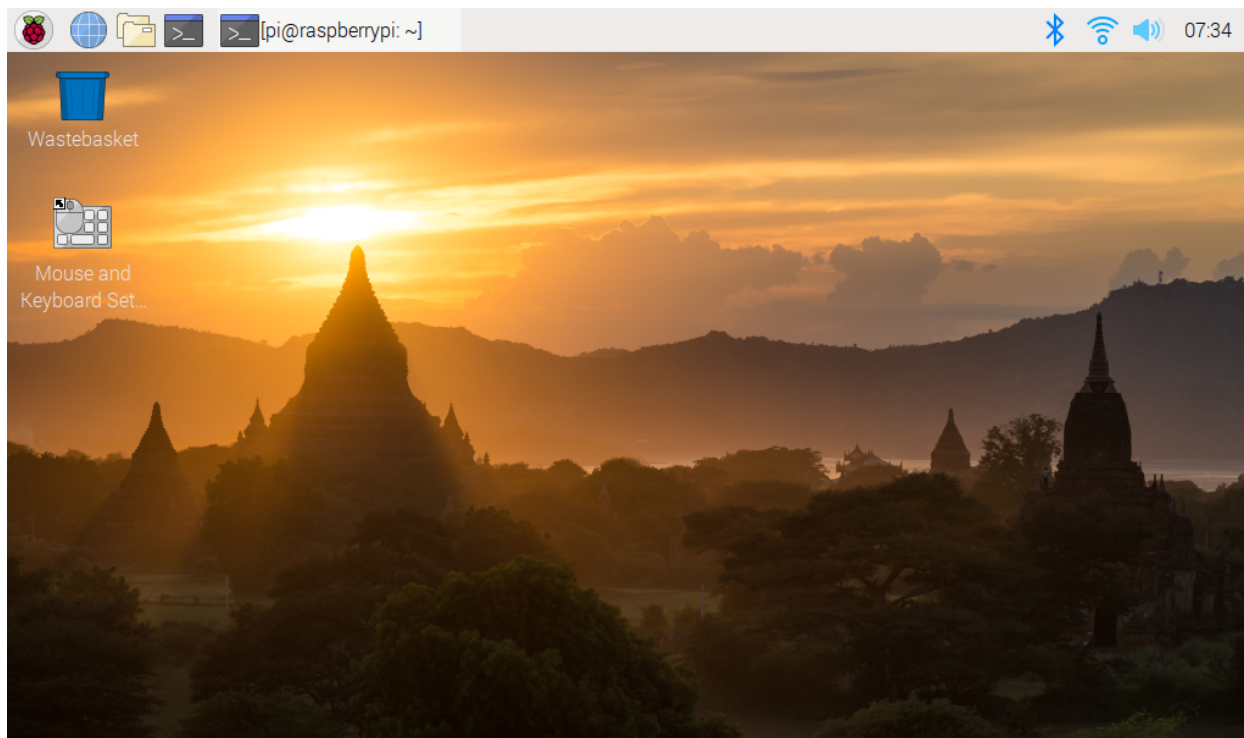 [pi@raspberrypi: ~]
07:34
Wastebasket
Mouse and
Keyboard Set...